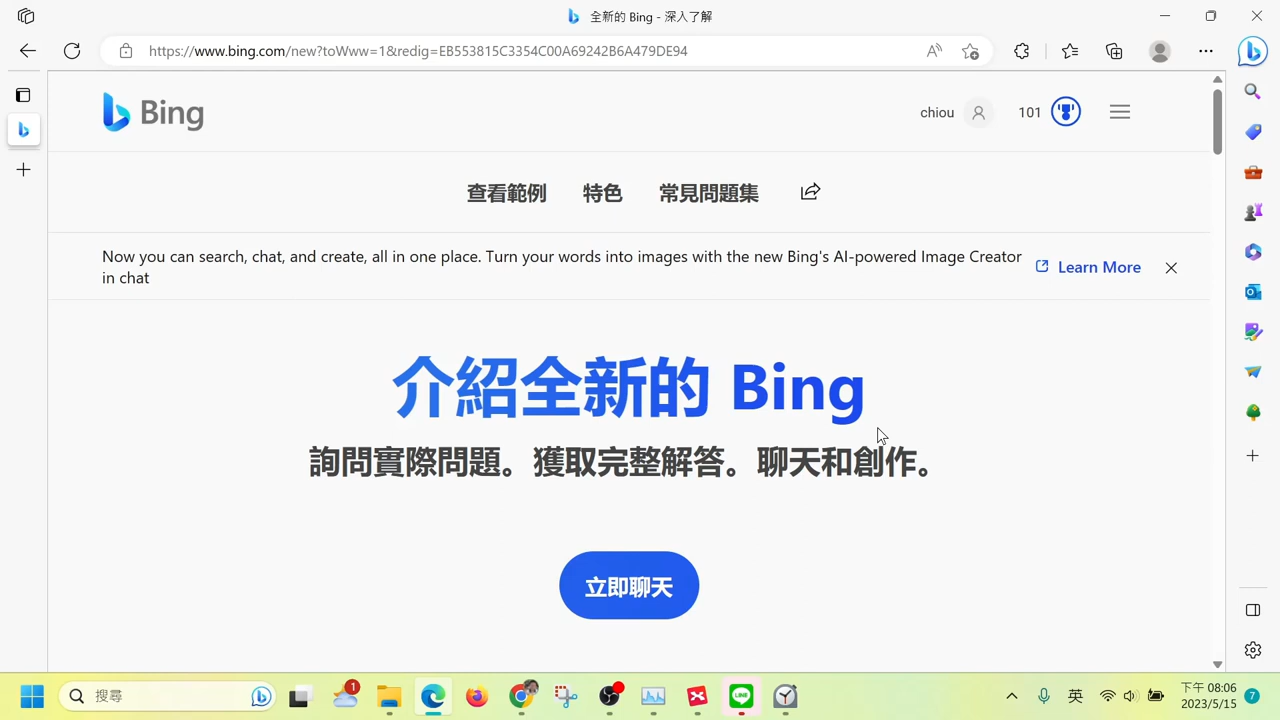 全新的 Bing - 深入了解
https://www.bing.com/new?toWww=1&redig=EB553815C3354C00A69242B6A479DE94
Bing
chiou
101
查看範例 特色 常見問題集
Now you can search, chat, and create, all in one place. Turn your words into images with the new Bing's AI-powered Image Creator
in chat
Learn More
介紹全新的 Bing
詢問實際問題。獲取完整解答。聊天和創作。
立即聊天
搜尋
1
LINE
英
下午 08:06
2023/5/15
7